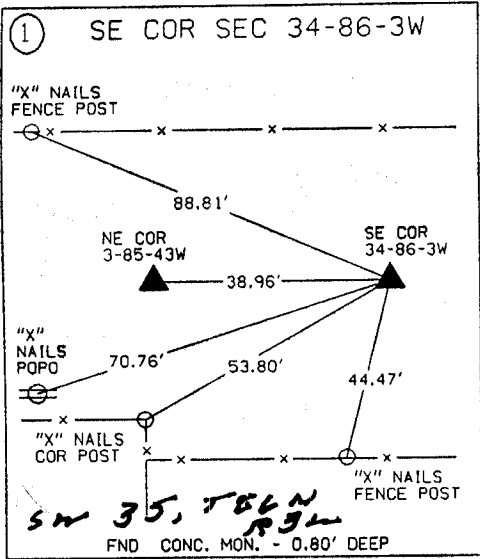 1 SE COR SEC 34-86-3W
"X" NAILS
FENCE POST
88.81'
NE COR
3-85-43W
SE COR
34-86-3W
38.96'
"X"
NAILS
POPO
70.76'
53.80'
44.47'
"X" NAILS
COR POST
"X" NAILS
FENCE POST
SW 35, T86N
R3W
FND CONC. MON. - 0.80' DEEP